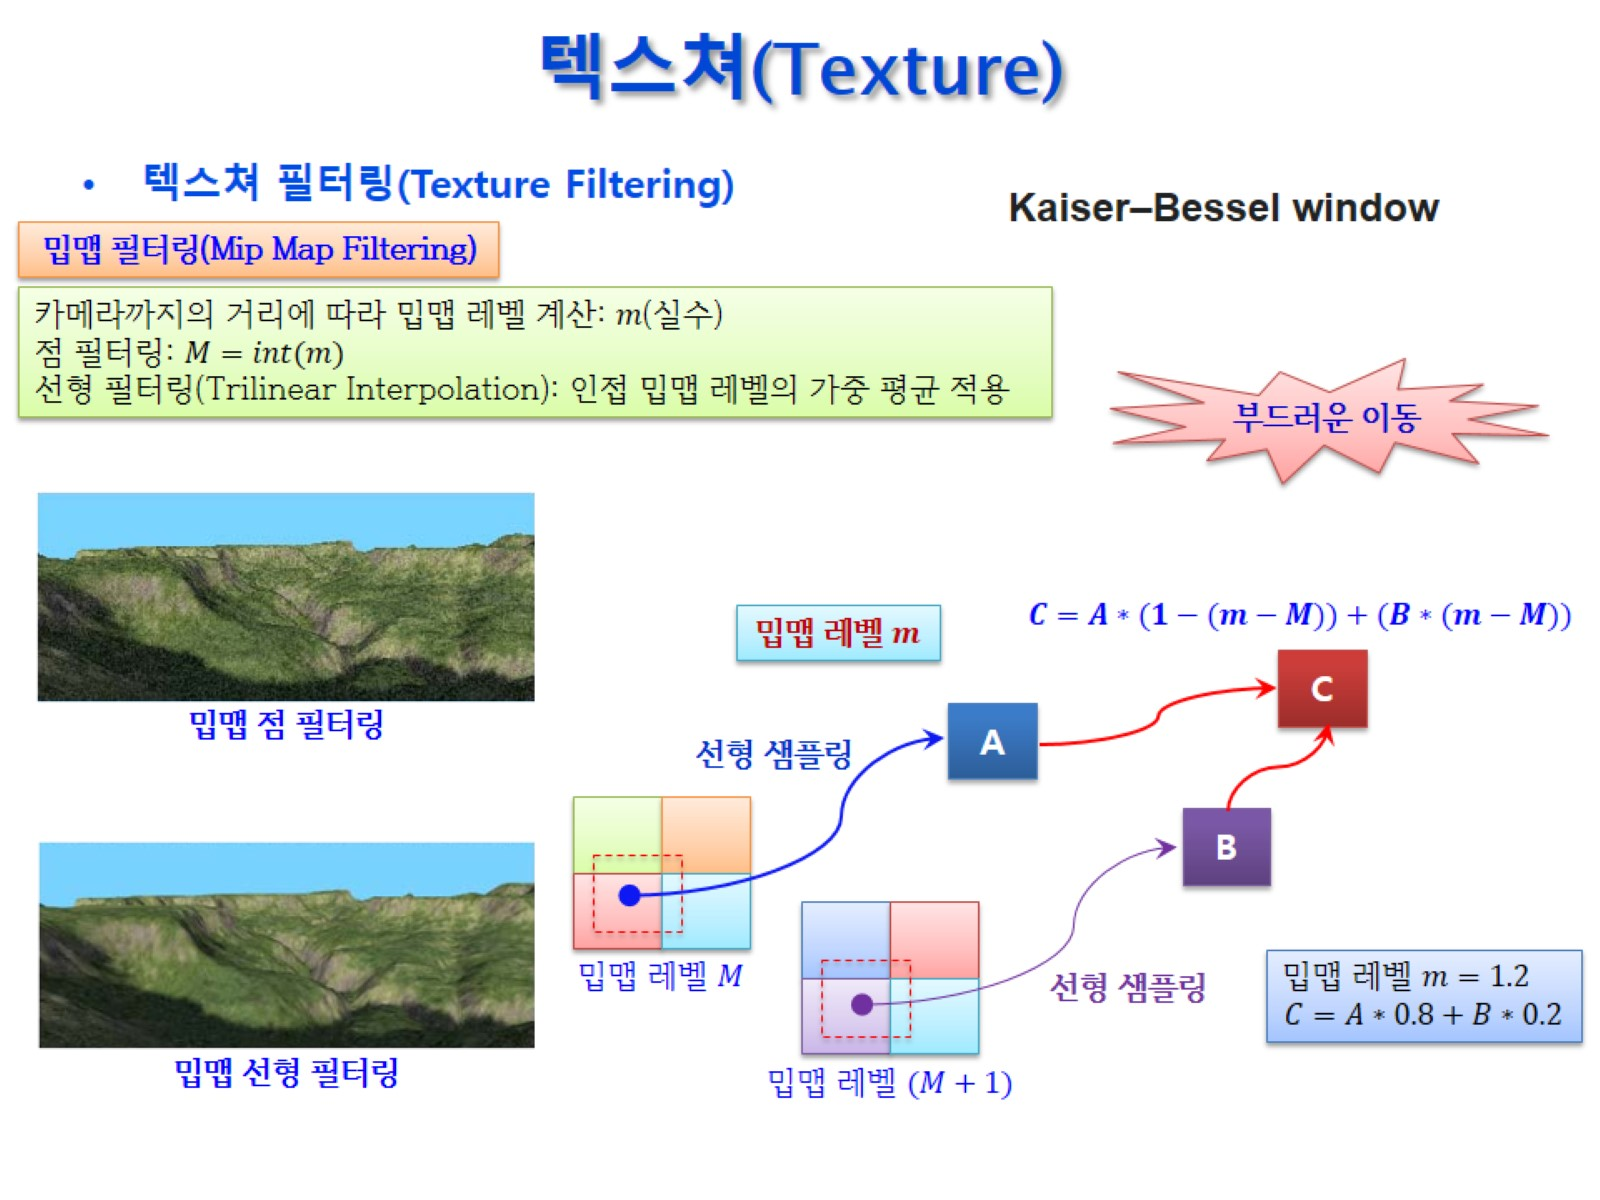 텍스쳐(Texture)
• 텍스쳐 필터링(Texture Filtering)
Kaiser–Bessel window
밉맵 필터링(Mip Map Filtering)
카메라까지의 거리에 따라 밉맵 레벨 계산: m(실수)
점 필터링: M = int(m)
선형 필터링(Trilinear Interpolation): 인접 밉맵 레벨의 가중 평균 적용
부드러운 이동
밉맵 점 필터링
밉맵 선형 필터링
밉맵 레벨 m
C = A ∗ (1 − (m − M)) + (B ∗ (m − M))
C
A
선형 샘플링
B
밉맵 레벨 M
선형 샘플링
밉맵 레벨 (M + 1)
밉맵 레벨 m = 1.2
C = A ∗ 0.8 + B ∗ 0.2